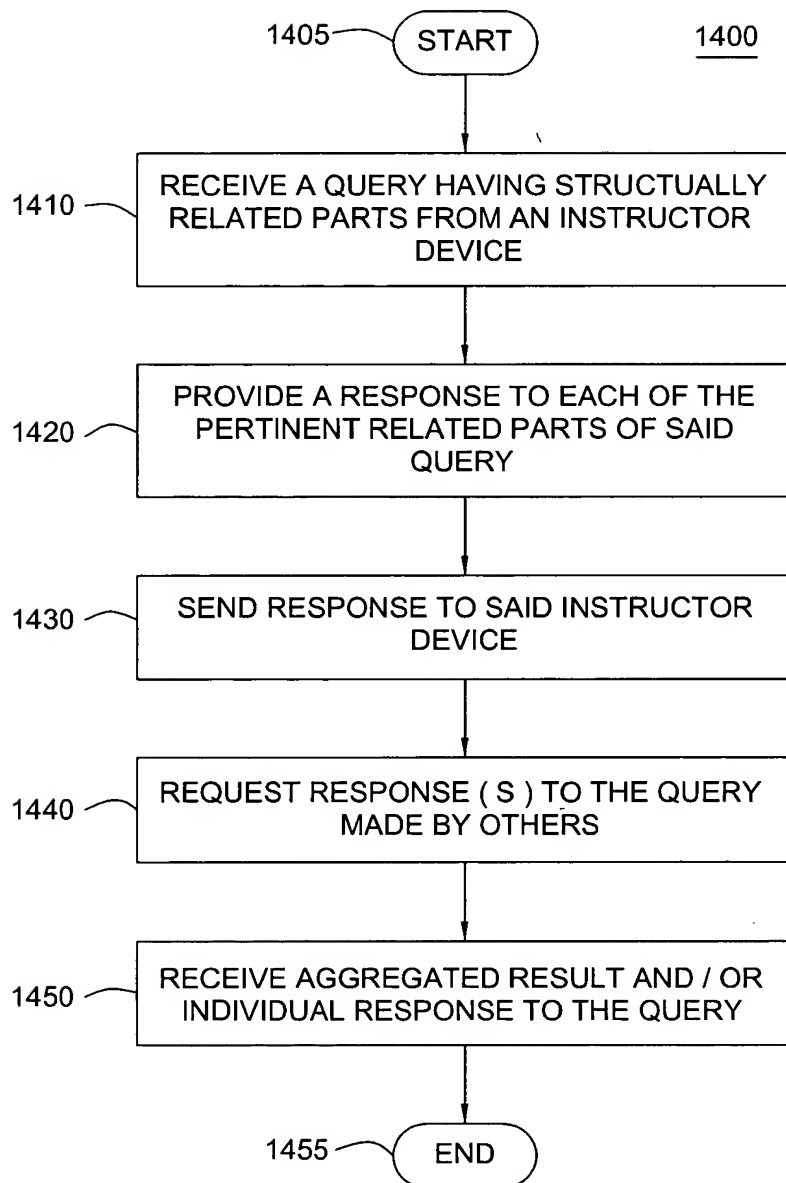 1405
START
1400
1410
RECEIVE A QUERY HAVING STRUCTUALLY
RELATED PARTS FROM AN INSTRUCTOR
DEVICE
1420
PROVIDE A RESPONSE TO EACH OF THE
PERTINENT RELATED PARTS OF SAID
QUERY
1430
SEND RESPONSE TO SAID INSTRUCTOR
DEVICE
1440
REQUEST RESPONSE ( S ) TO THE QUERY
MADE BY OTHERS
1450
RECEIVE AGGREGATED RESULT AND / OR
INDIVIDUAL RESPONSE TO THE QUERY
1455
END